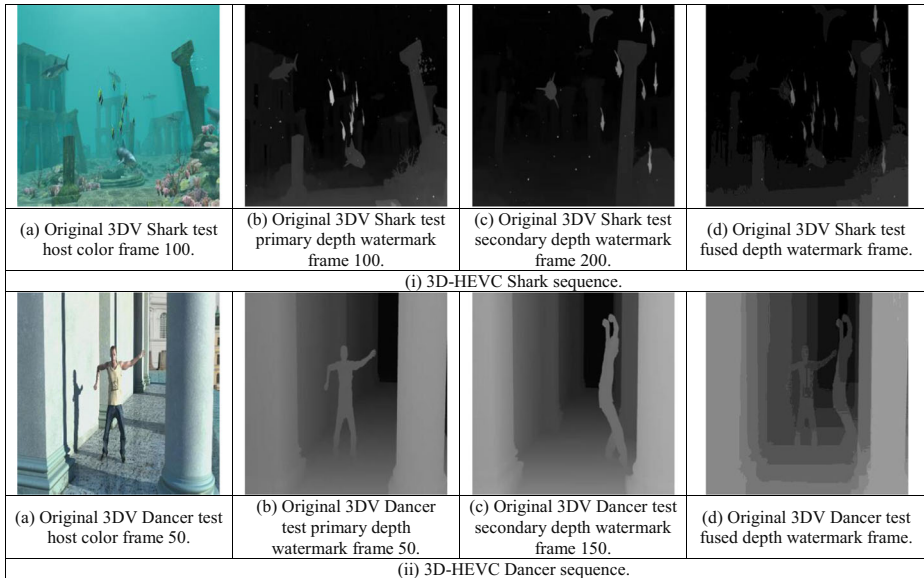 (a) Original 3DV Shark test
host color frame 100.
(b) Original 3DV Shark test
primary depth watermark
frame 100.
(c) Original 3DV Shark test
secondary depth watermark
frame 200.
(d) Original 3DV Shark test
fused depth watermark frame.
(i) 3D-HEVC Shark sequence.
(a) Original 3DV Dancer test
host color frame 50.
(b) Original 3DV Dancer
test primary depth
watermark frame 50.
(c) Original 3DV Dancer test
secondary depth watermark
frame 150.
(d) Original 3DV Dancer test
fused depth watermark frame.
(ii) 3D-HEVC Dancer sequence.